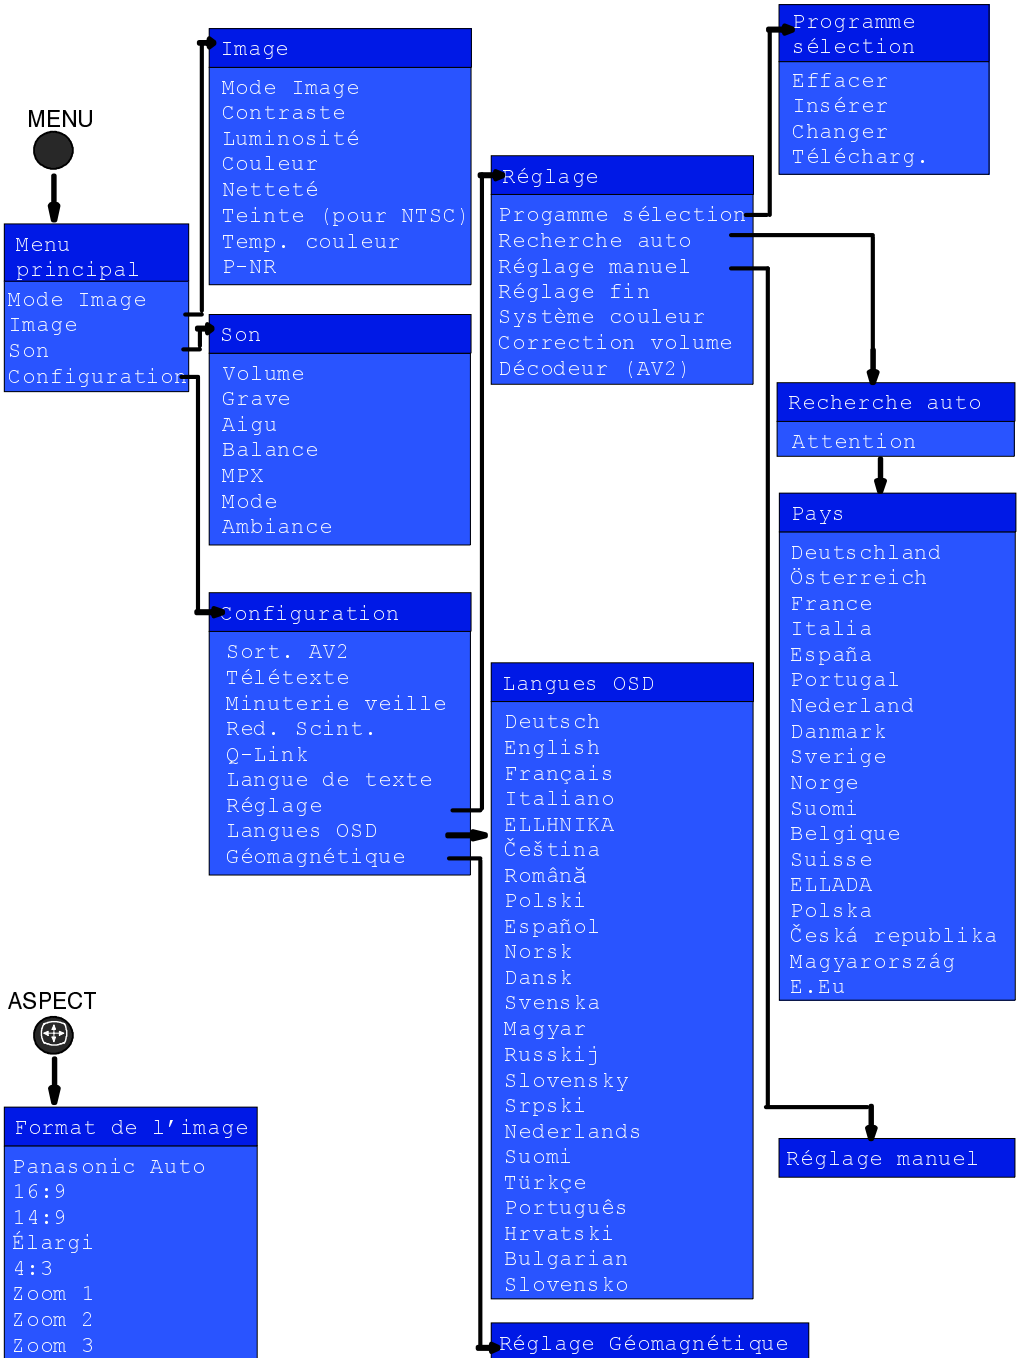 MENU
Menu
principal
Mode Image
Image
Son
Configuration
Image
Mode Image
Contraste
Luminosité
Couleur
Netteté
Teinte (pour NTSC)
Temp. couleur
P-NR
Son
Volume
Grave
Aigu
Balance
MPX
Mode
Ambiance
Configuration
Sort. AV2
Télétexte
Minuterie veille
Red. Scint.
Q-Link
Langue de texte
Réglage
Langues OSD
Géomagnétique
Réglage
Progamme sélection
Recherche auto
Réglage manuel
Réglage fin
Système couleur
Correction volume
Décodeur (AV2)
Programme
sélection
Effacer
Insérer
Changer
Télécharg.
Recherche auto
Attention
Pays
Deutschland
Österreich
France
Italia
España
Portugal
Nederland
Danmark
Sverige
Norge
Suomi
Belgique
Suisse
ELLADA
Polska
Česká republika
Magyarország
E.Eu
Réglage manuel
Langues OSD
Deutsch
English
Français
Italiano
ELLHNIKA
Čeština
Română
Polski
Español
Norsk
Dansk
Svenska
Magyar
Russkij
Slovensky
Srpski
Nederlands
Suomi
Türkçe
Português
Hrvatski
Bulgarian
Slovensko
Réglage Géomagnétique
ASPECT
Format de l'image
Panasonic Auto
16:9
14:9
Élargi
4:3
Zoom 1
Zoom 2
Zoom 3